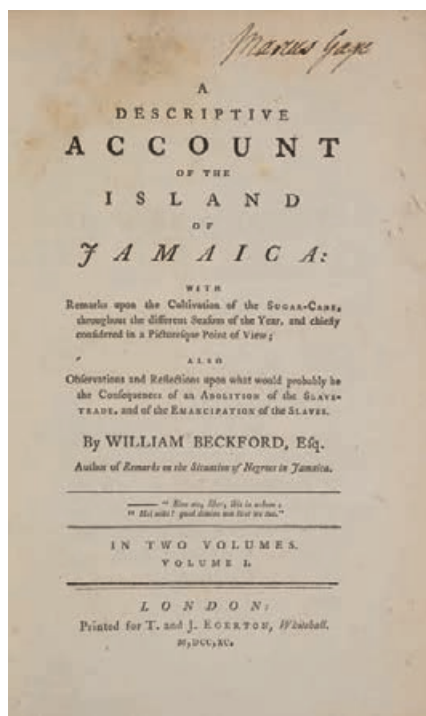 Marcus Gage
A
DESCRIPTIVE
ACCOUNT
OF THE
ISLAND
OF
JAMAICA:
WITH
Remarks upon the Cultivation of the SUGAR-CANE,
throughout the different Seasons of the Year, and chiefly
considered in a Picturesque Point of View;
ALSO
Observations and Reflections upon what would probably be
the Consequences of an ABOLITION of the SLAVE-
TRADE, and of the EMANCIPATION of the SLAVES.
By WILLIAM BECKFORD, Esq.
Author of Remarks on the Situation of Negroes in Jamaica.
IN TWO VOLUMES.
VOLUME I.
LONDON:
Printed for T. and J. EGERTON, Whitehall.
M,DCC,XC.